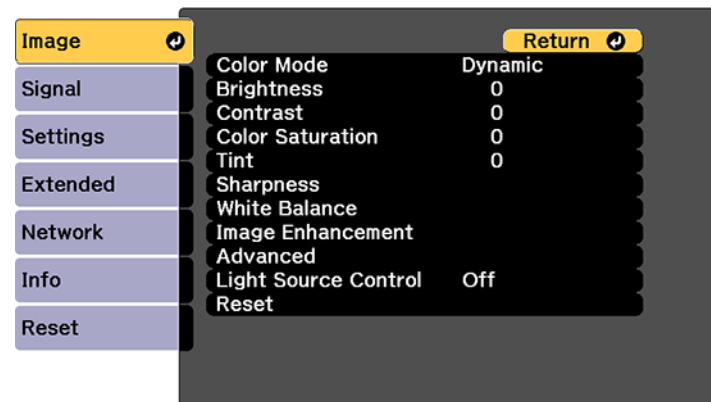 Image
Signal
Settings
Extended
Network
Info
Reset
Return
Color Mode Dynamic
Brightness 0
Contrast 0
Color Saturation 0
Tint 0
Sharpness
White Balance
Image Enhancement
Advanced
Light Source Control Off
Reset